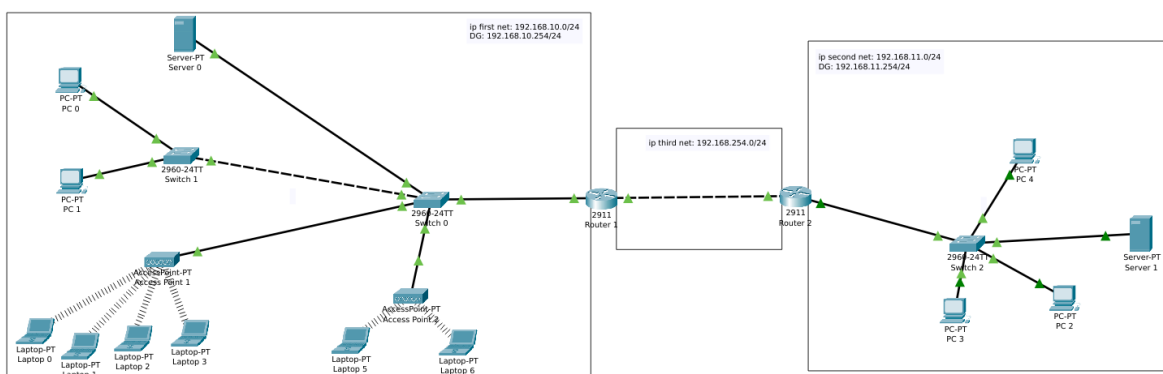 ip first net: 192.168.10.0/24
DG: 192.168.10.254/24
Server-PT
Server 0
PC-PT
PC 0
2960-24TT
Switch 1
PC-PT
PC 1
2960-24TT
Switch 0
AccessPoint-PT
Access Point 1
AccessPoint-PT
Access Point 2
Laptop-PT
Laptop 0
Laptop-PT
Laptop 1
Laptop-PT
Laptop 2
Laptop-PT
Laptop 3
Laptop-PT
Laptop 5
Laptop-PT
Laptop 6
2911
Router 1
ip third net: 192.168.254.0/24
2911
Router 2
ip second net: 192.168.11.0/24
DG: 192.168.11.254/24
PC-PT
PC 4
2960-24TT
Switch 2
Server-PT
Server 1
PC-PT
PC 2
PC-PT
PC 3